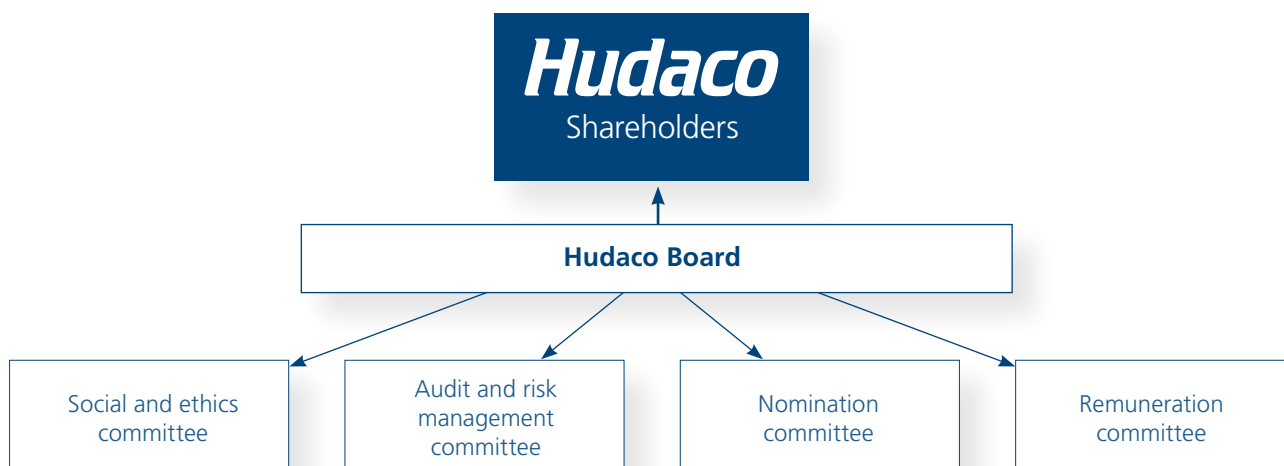 Hudaco
Shareholders
Hudaco Board
Social and ethics
committee
Audit and risk
management
committee
Nomination
committee
Remuneration
committee